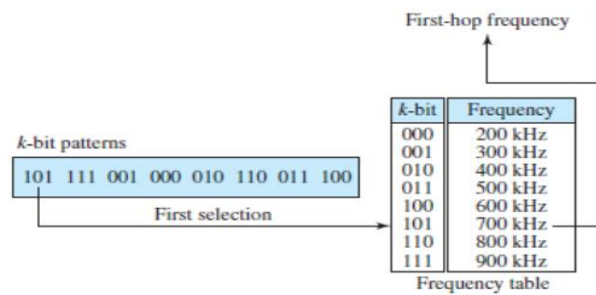 First-hop frequency
k-bit Frequency
000 200 kHz
001 300 kHz
010 400 kHz
011 500 kHz
100 600 kHz
101 700 kHz
110 800 kHz
111 900 kHz
Frequency table
k-bit patterns
101 111 001 000 010 110 011 100
First selection